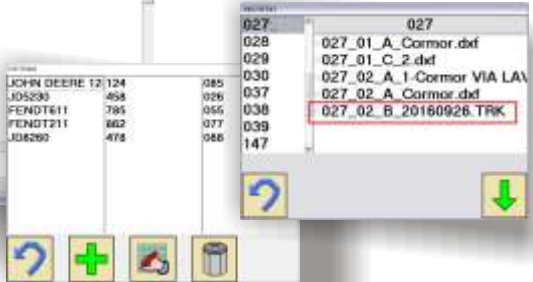 JOHN DEERE 12 124 085
JD5230 458 026
FENDT611 785 055
FENDT211 862 077
JD8260 478 088
027 027
028 027_01_A_Cormor.dxf
029 027_01_C_2.dxf
030 027_02_A_1-Cormor VIA LAV
037 027_02_A_Cormor.dxf
038 027_02_B_20160926.TRK
039
147